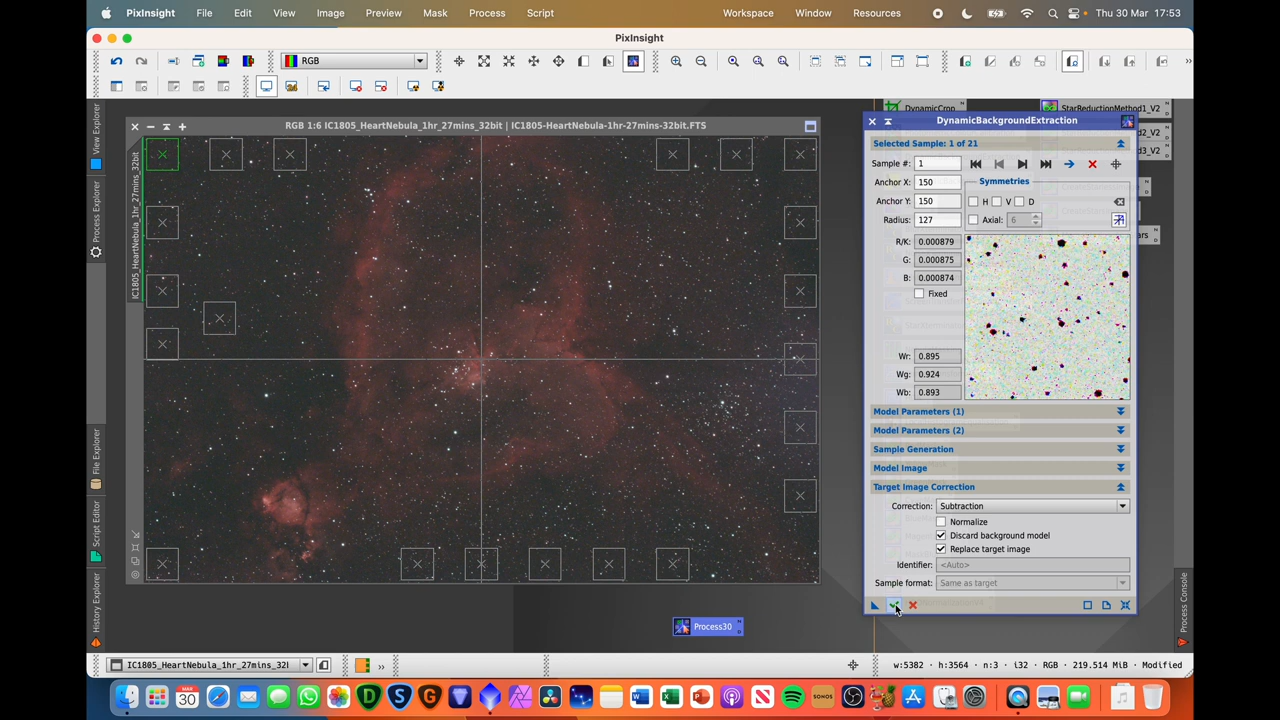 PixInsight File Edit View Image Preview Mask Process Script Workspace Window Resources Thu 30 Mar 17:53
PixInsight
RGB
View Explorer
Process Explorer
File Explorer
Script Editor
History Explorer
Process Console
RGB 1:6 IC1805_HeartNebula_1hr_27mins_32bit | IC1805-HeartNebula-1hr-27mins-32bit.FTS
IC1805_HeartNebula_1hr_27mins_32bit
DynamicCrop
StarReductionMethod1_V2
DynamicBackgroundExtraction
Selected Sample: 1 of 21
Sample #: 1
Anchor X: 150
Symmetries
Anchor Y: 150
H V D
Radius: 127
Axial: 6
R/K: 0.000879
G: 0.000875
B: 0.000874
Fixed
Wr: 0.895
Wg: 0.924
Wb: 0.893
Model Parameters (1)
Model Parameters (2)
Sample Generation
Model Image
Target Image Correction
Correction: Subtraction
Normalize
Discard background model
Replace target image
Identifier: <Auto>
Sample format: Same as target
Process30
IC1805_HeartNebula_1hr_27mins_32l
w:5382 · h:3564 · n:3 · i32 · RGB · 219.514 MiB · Modified
MAR
30
SONOS